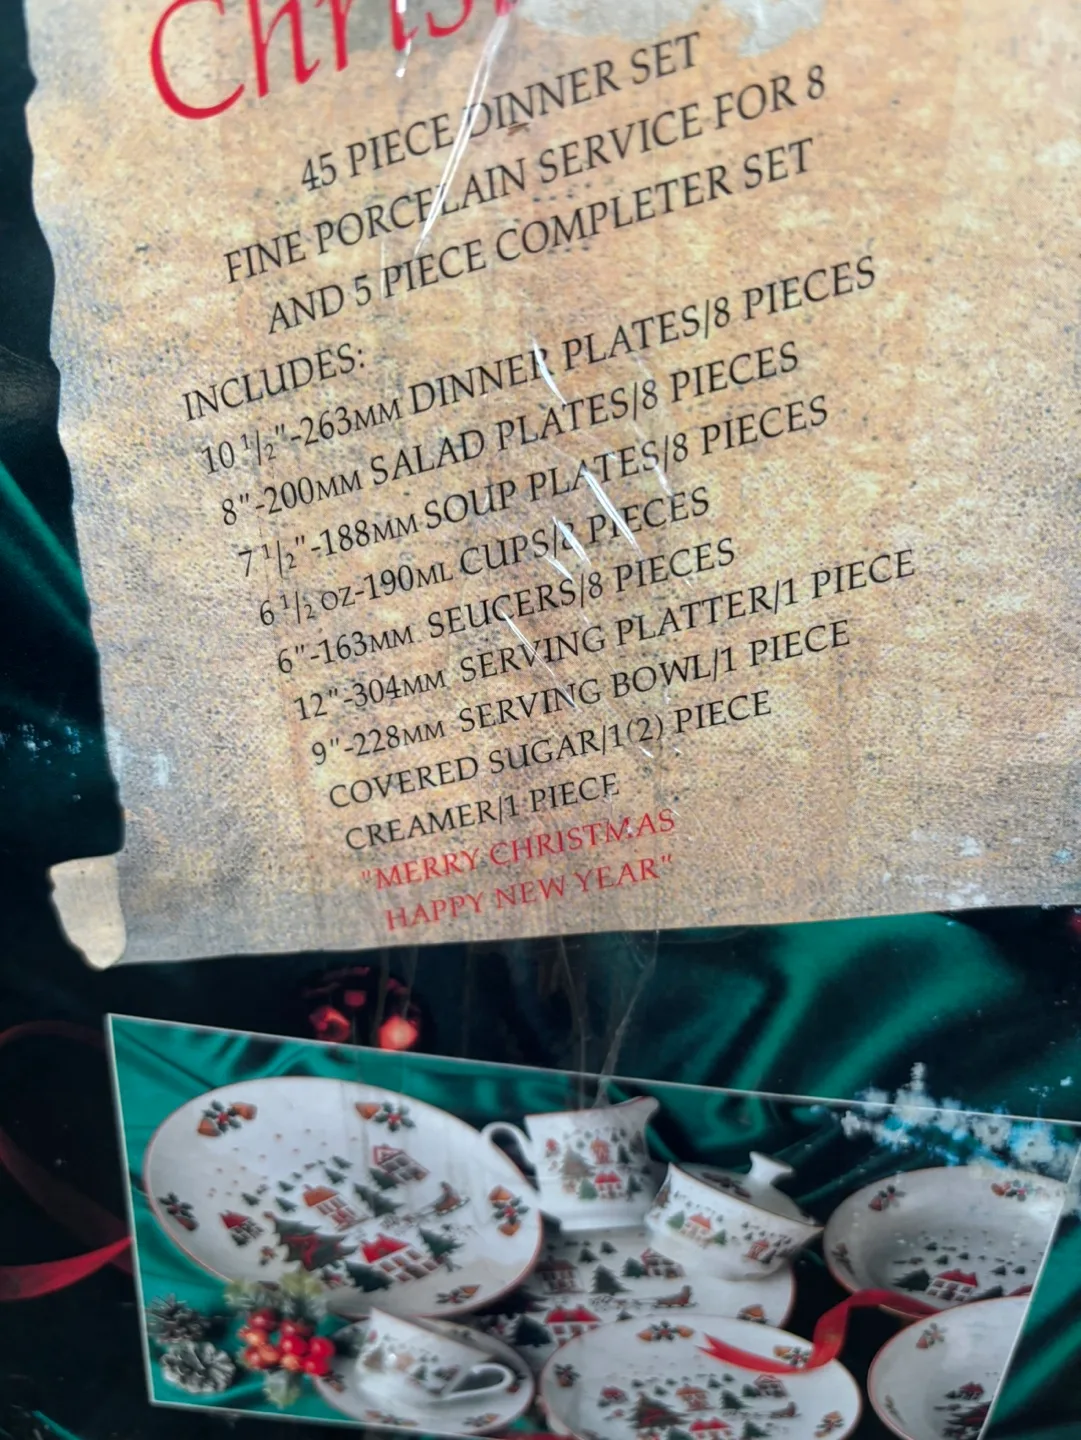 45 PIECE DINNER SET
FINE PORCELAIN SERVICE FOR 8
AND 5 PIECE COMPLETER SET
INCLUDES:
10 1/2"-263MM DINNER PLATES/8 PIECES
8"-200MM SALAD PLATES/8 PIECES
7 1/2"-188MM SOUP PLATES/8 PIECES
6 1/2 OZ-190ML CUPS/8 PIECES
6"-163MM SEUCERS/8 PIECES
12"-304MM SERVING PLATTER/1 PIECE
9"-228MM SERVING BOWL/1 PIECE
COVERED SUGAR/1(2) PIECE
CREAMER/1 PIECE
"MERRY CHRISTMAS
HAPPY NEW YEAR"